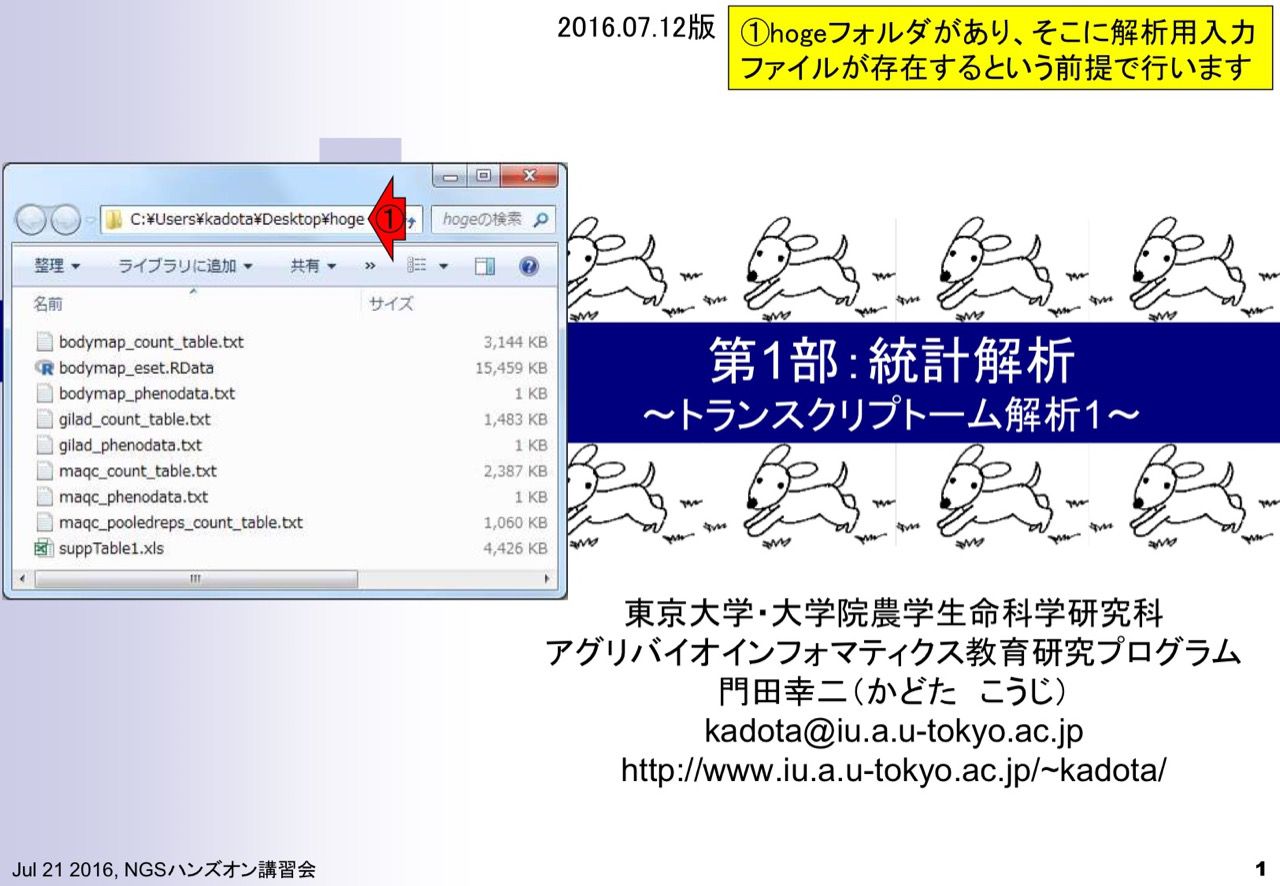 2016.07.12版
①hogeフォルダがあり、そこに解析用入力
ファイルが存在するという前提で行います
C:¥Users¥kadota¥Desktop¥hoge
①
hogeの検索
整理
ライブラリに追加
共有
»
名前 サイズ
bodymap_count_table.txt 3,144 KB
bodymap_eset.RData 15,459 KB
bodymap_phenodata.txt 1 KB
gilad_count_table.txt 1,483 KB
gilad_phenodata.txt 1 KB
maqc_count_table.txt 2,387 KB
maqc_phenodata.txt 1 KB
maqc_pooledreps_count_table.txt 1,060 KB
suppTable1.xls 4,426 KB
第1部：統計解析
～トランスクリプトーム解析1～
東京大学・大学院農学生命科学研究科
アグリバイオインフォマティクス教育研究プログラム
門田幸二（かどた　こうじ）
kadota@iu.a.u-tokyo.ac.jp
http://www.iu.a.u-tokyo.ac.jp/~kadota/
Jul 21 2016, NGSハンズオン講習会
1